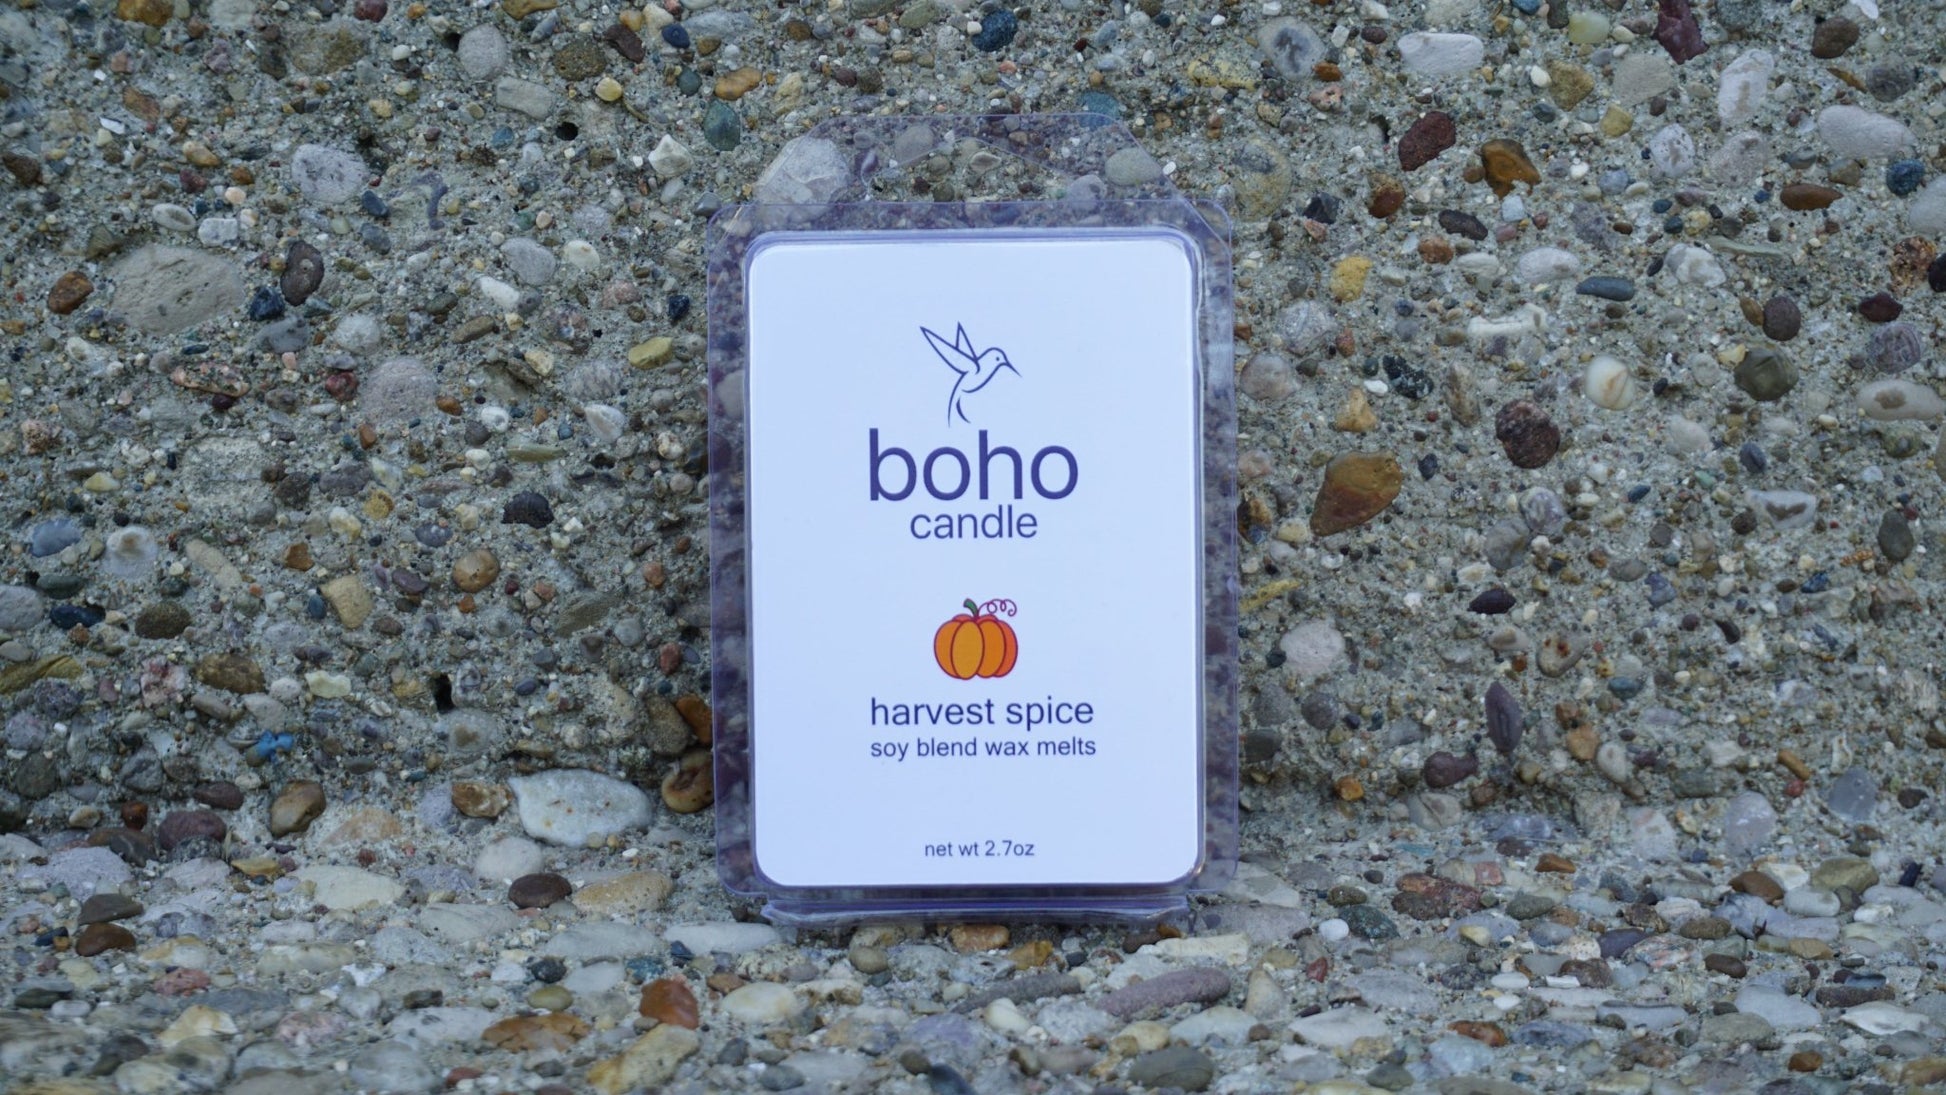 boho
candle
harvest spice
soy blend wax melts
net wt 2.7oz